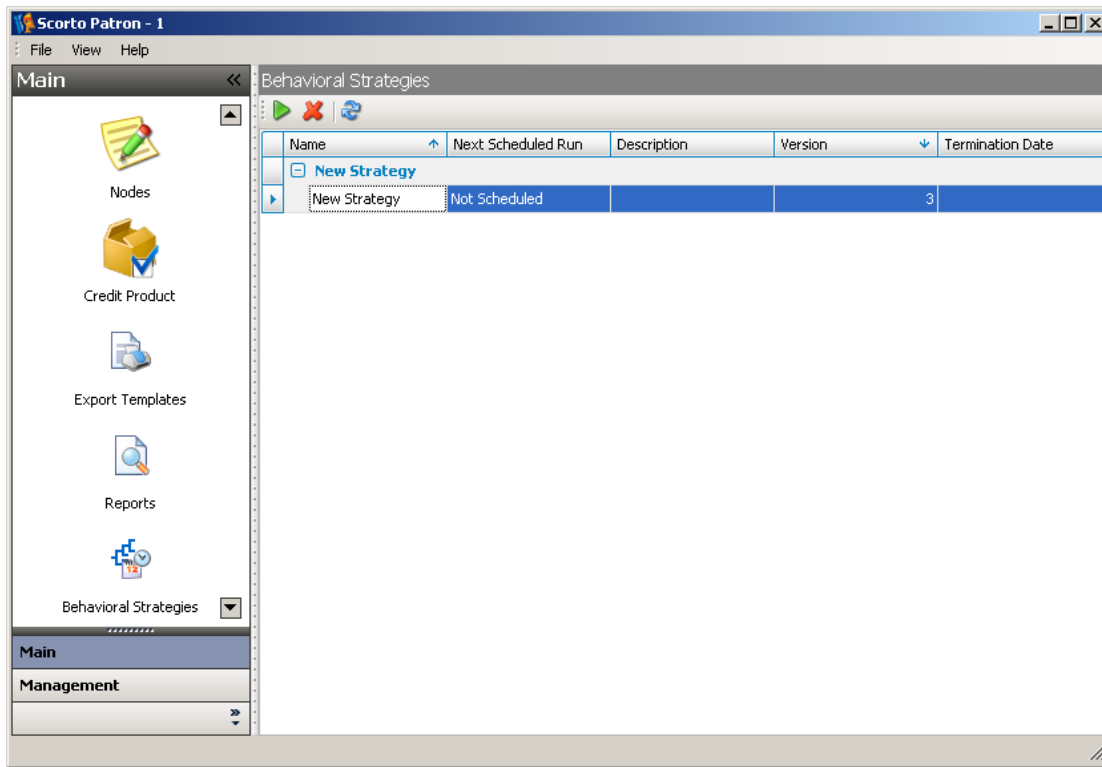 Scorto Patron - 1
File View Help
Main
Behavioral Strategies
Nodes
Credit Product
Export Templates
Reports
12
Behavioral Strategies
Main
Management
Name Next Scheduled Run Description Version Termination Date
New Strategy
New Strategy Not Scheduled 3